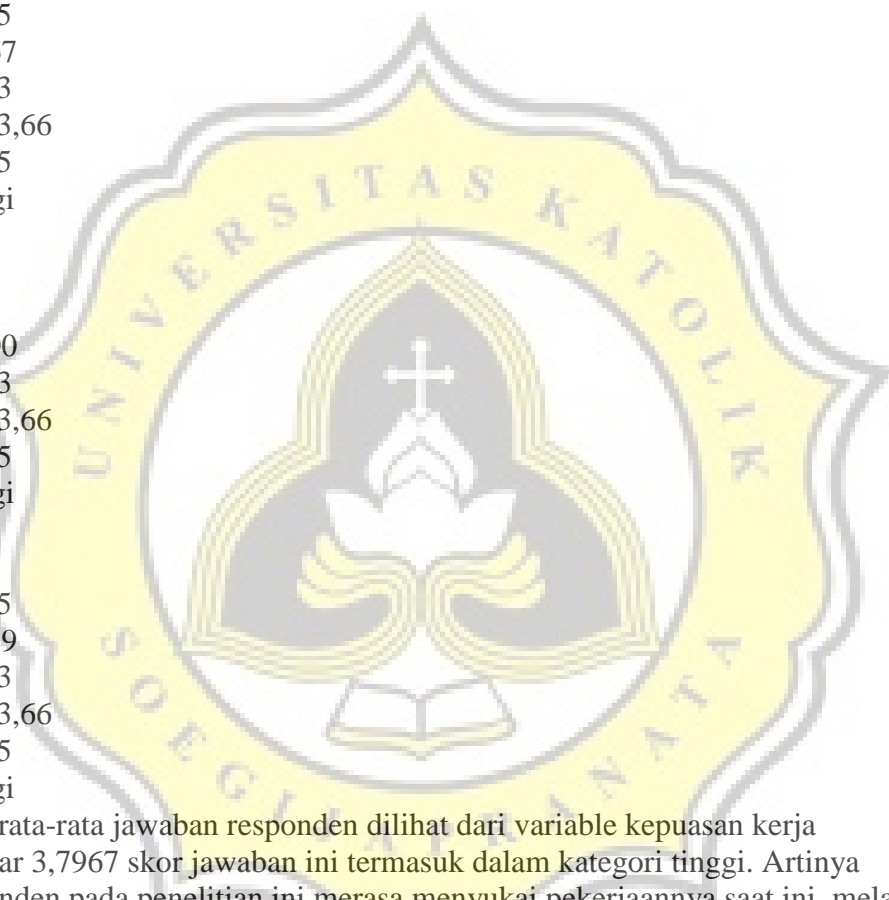 5
67
3
3,66
5
gi
00
3
3,66
5
gi
5
9
3
3,66
5
gi
UNIVERSITAS KATOLIK
SOEGIJAPRANATA
rata-rata jawaban responden dilihat dari variable kepuasan kerja
ar 3,7967 skor jawaban ini termasuk dalam kategori tinggi. Artinya
nden pada penelitian ini merasa menyukai pekerjaannya saat ini, mela